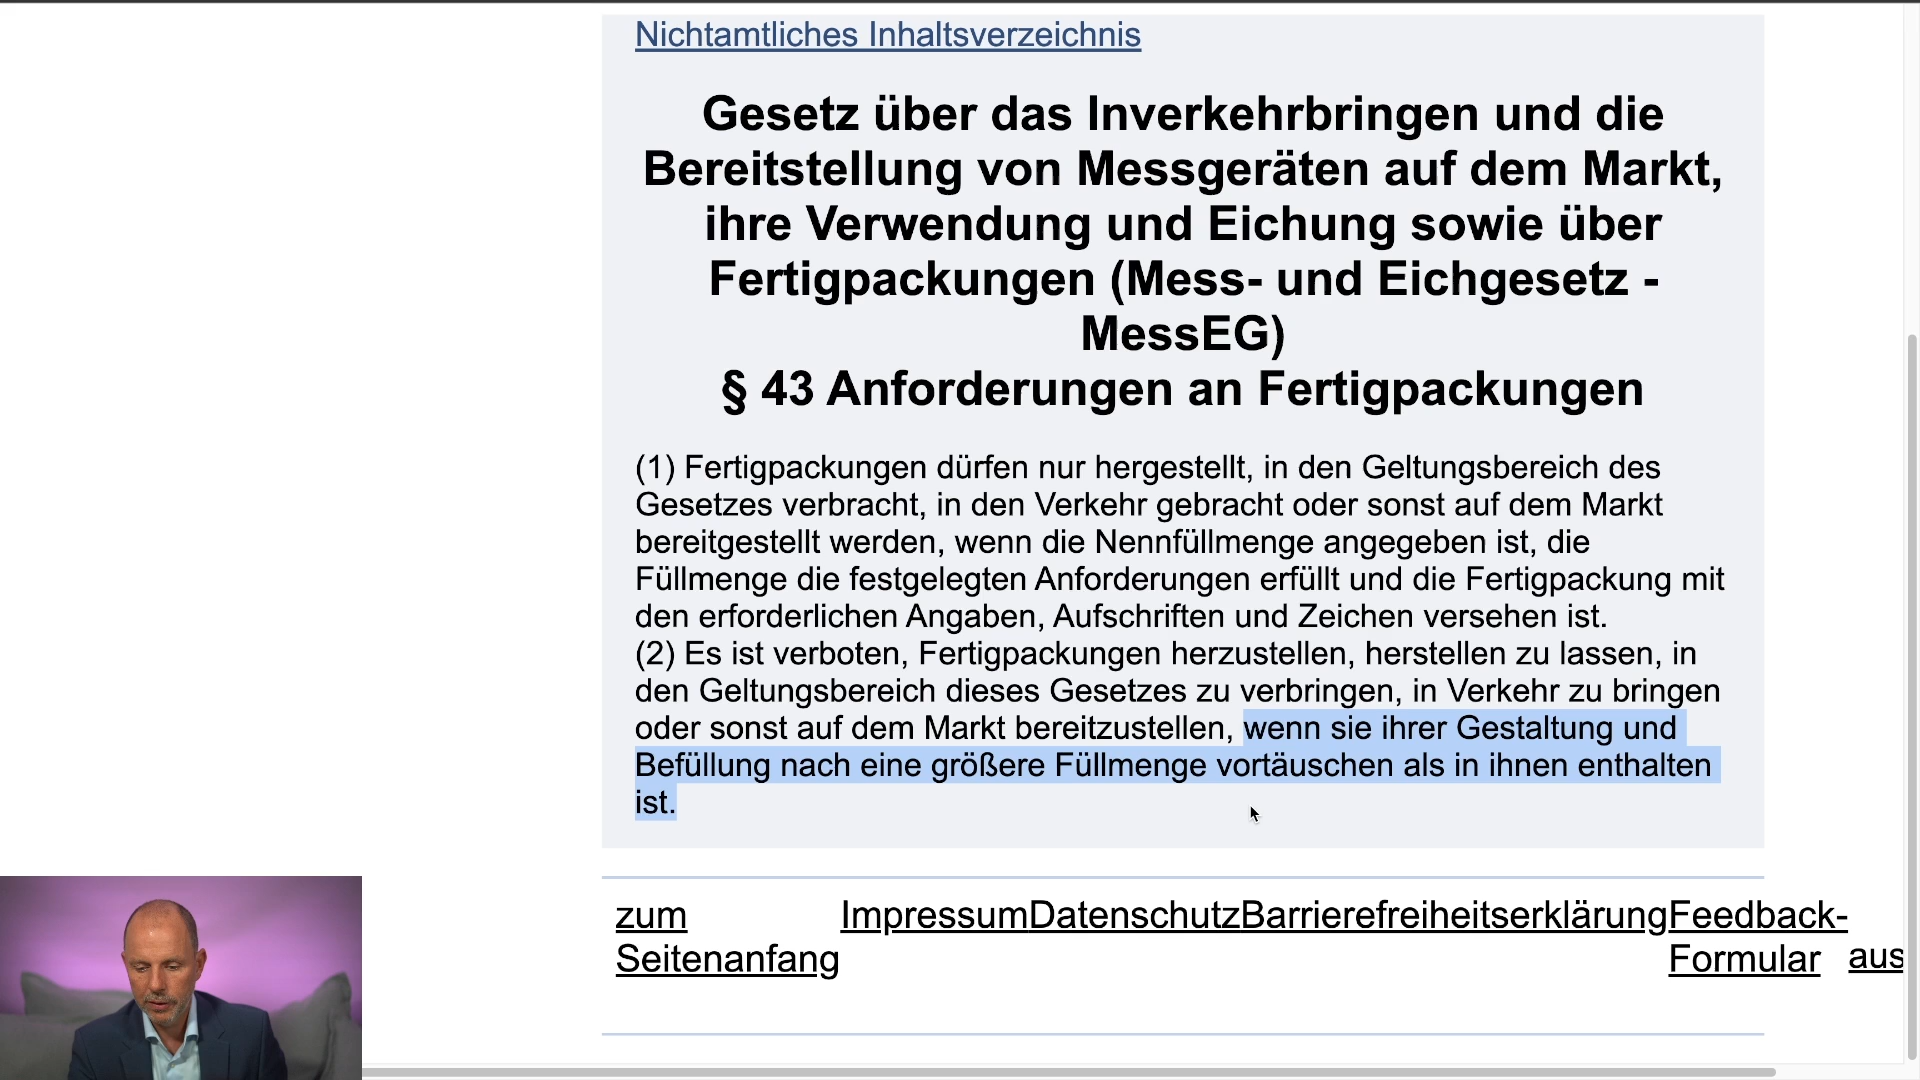 Nichtamtliches Inhaltsverzeichnis
Gesetz über das Inverkehrbringen und die
Bereitstellung von Messgeräten auf dem Markt,
ihre Verwendung und Eichung sowie über
Fertigpackungen (Mess- und Eichgesetz -
MessEG)
§ 43 Anforderungen an Fertigpackungen
(1) Fertigpackungen dürfen nur hergestellt, in den Geltungsbereich des
Gesetzes verbracht, in den Verkehr gebracht oder sonst auf dem Markt
bereitgestellt werden, wenn die Nennfüllmenge angegeben ist, die
Füllmenge die festgelegten Anforderungen erfüllt und die Fertigpackung mit
den erforderlichen Angaben, Aufschriften und Zeichen versehen ist.
(2) Es ist verboten, Fertigpackungen herzustellen, herstellen zu lassen, in
den Geltungsbereich dieses Gesetzes zu verbringen, in Verkehr zu bringen
oder sonst auf dem Markt bereitzustellen, wenn sie ihrer Gestaltung und
Befüllung nach eine größere Füllmenge vortäuschen als in ihnen enthalten
ist.
zum
Seitenanfang
Impressum
Datenschutz
Barrierefreiheitserklärung
Feedback-
Formular
aus